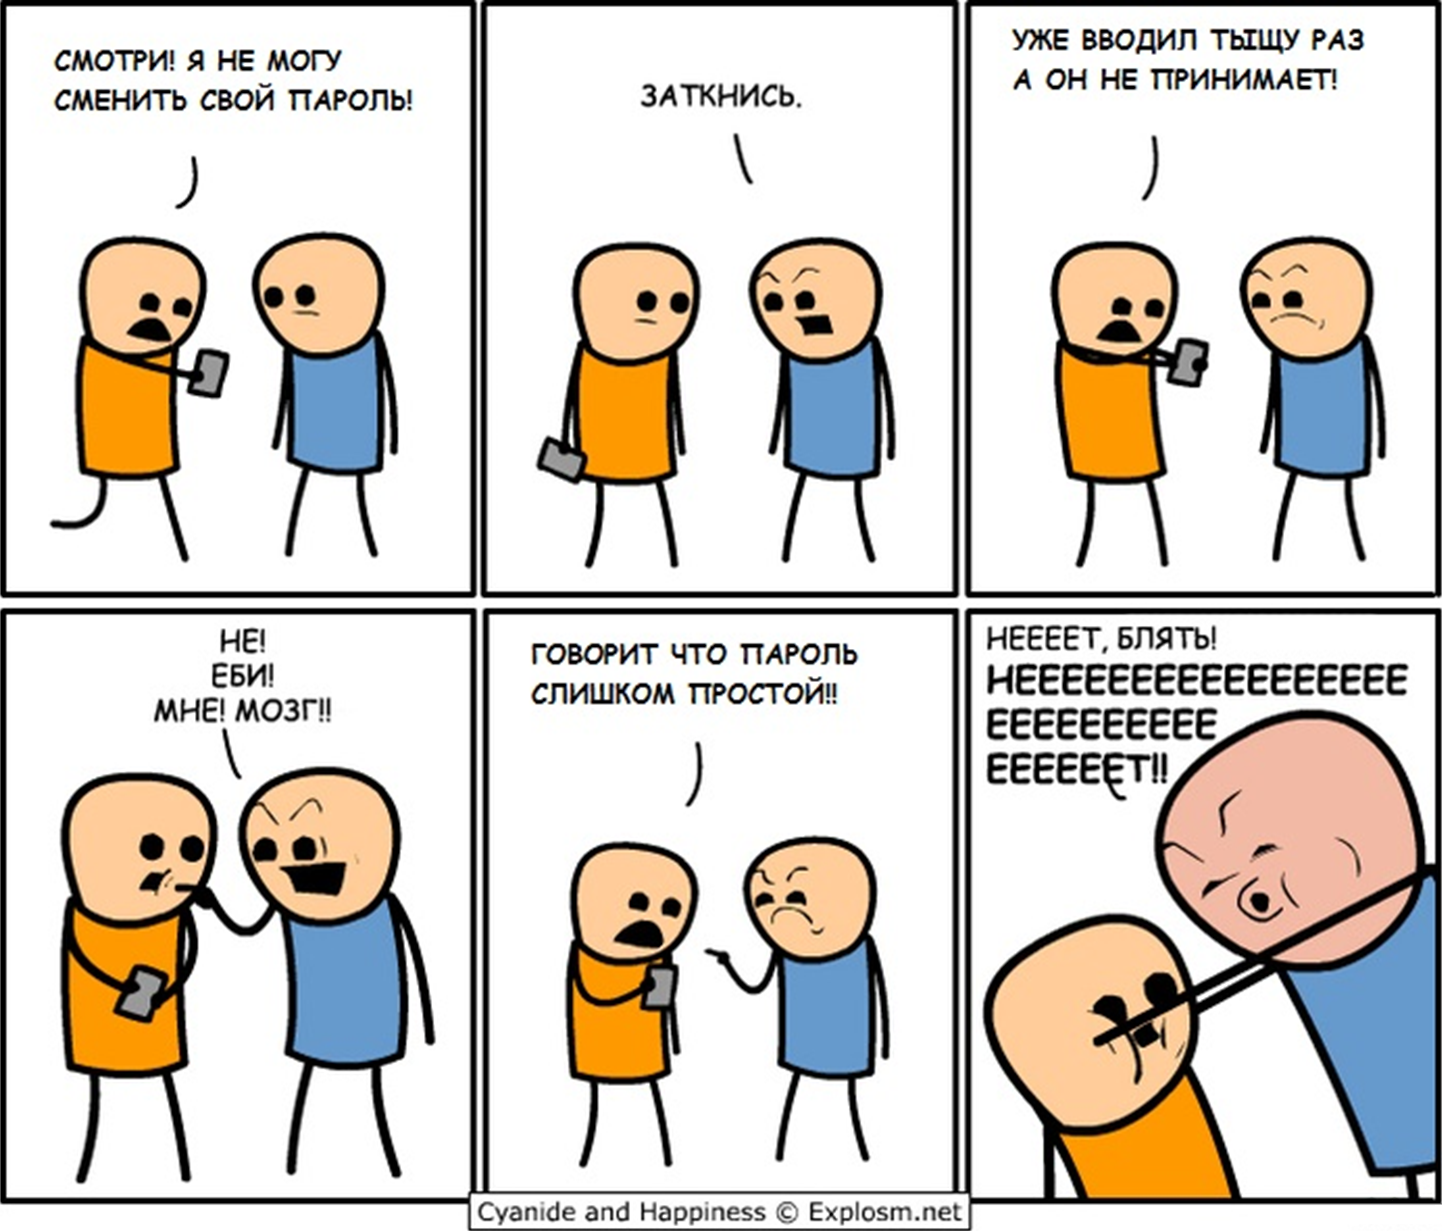 СМОТРИ! Я НЕ МОГУ
СМЕНИТЬ СВОЙ ПАРОЛЬ!
ЗАТКНИСЬ.
УЖЕ ВВОДИЛ ТЫЩУ РАЗ
А ОН НЕ ПРИНИМАЕТ!
НЕ!
ЕБИ!
МНЕ! МОЗГ!!
ГОВОРИТ ЧТО ПАРОЛЬ
СЛИШКОМ ПРОСТОЙ!!
НЕЕЕЕТ, БЛЯТЬ!
НЕЕЕЕЕЕЕЕЕЕЕЕЕЕЕЕЕ
ЕЕЕЕЕЕЕЕЕЕ
ЕЕЕЕЕЕТ!!
Cyanide and Happiness © Explosm.net